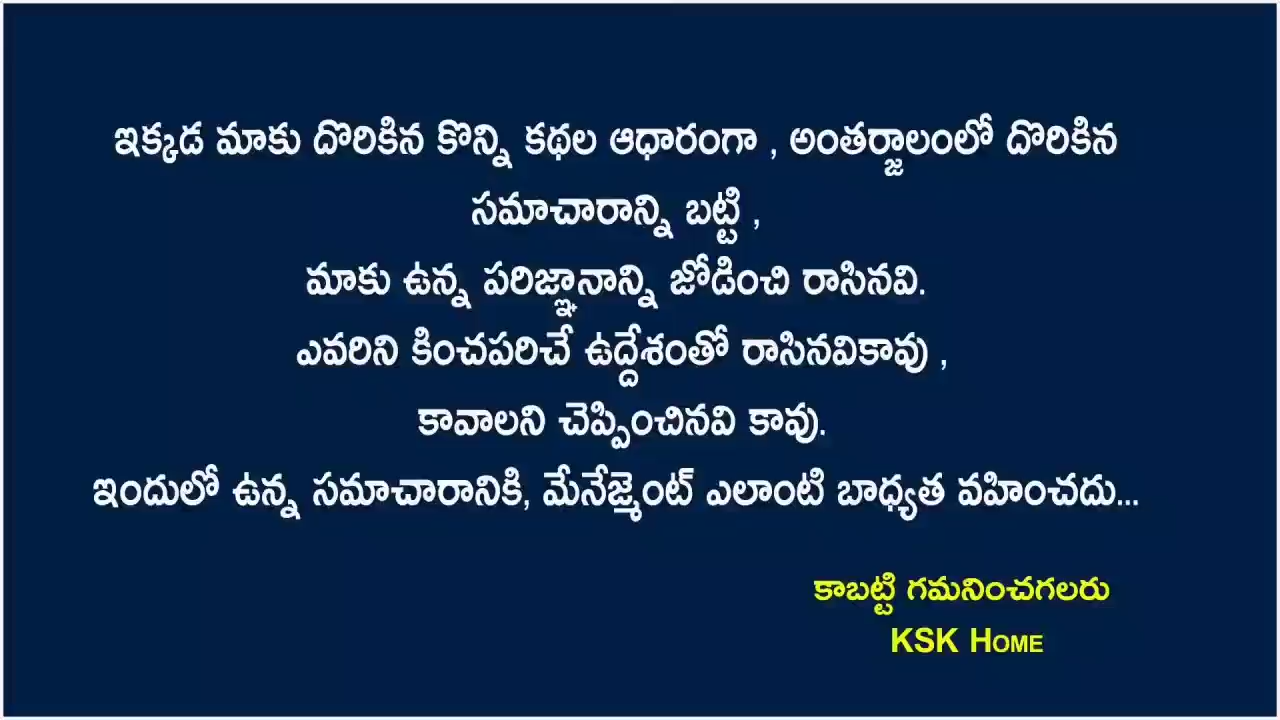 ఇక్కడ మాకు దొరికిన కొన్ని కథల ఆధారంగా , అంతర్జాలంలో దొరికిన
సమాచారాన్ని బట్టి ,
మాకు ఉన్న పరిజ్ఞానాన్ని జోడించి రాసినవి.
ఎవరిని కించపరిచే ఉద్దేశంతో రాసినవికావు ,
కావాలని చెప్పించినవి కావు.
ఇందులో ఉన్న సమాచారానికి, మేనేజ్మెంట్ ఎలాంటి బాధ్యత వహించదు...
కాబట్టి గమనించగలరు
KSK HOME